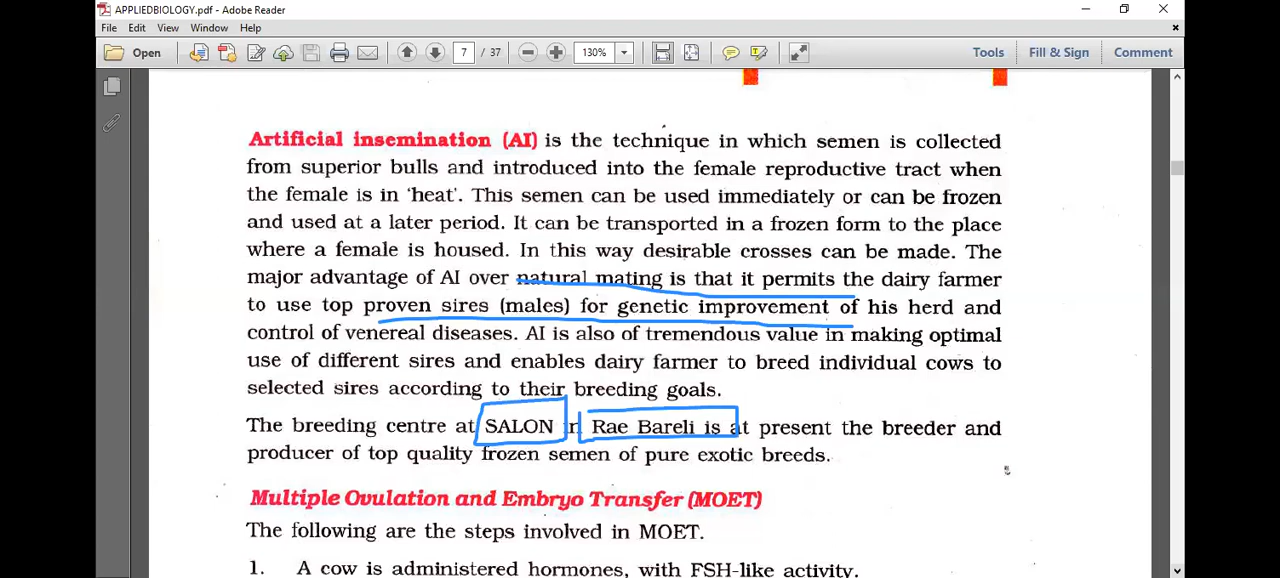 APPLIEDBIOLOGY.pdf - Adobe Reader
File Edit View Window Help
Open 7 / 37 130% Tools Fill & Sign Comment
Artificial insemination (AI) is the technique in which semen is collected
from superior bulls and introduced into the female reproductive tract when
the female is in ‘heat’. This semen can be used immediately or can be frozen
and used at a later period. It can be transported in a frozen form to the place
where a female is housed. In this way desirable crosses can be made. The
major advantage of AI over natural mating is that it permits the dairy farmer
to use top proven sires (males) for genetic improvement of his herd and
control of venereal diseases. AI is also of tremendous value in making optimal
use of different sires and enables dairy farmer to breed individual cows to
selected sires according to their breeding goals.
The breeding centre at SALON in Rae Bareli is at present the breeder and
producer of top quality frozen semen of pure exotic breeds.
Multiple Ovulation and Embryo Transfer (MOET)
The following are the steps involved in MOET.
1. A cow is administered hormones, with FSH-like activity.